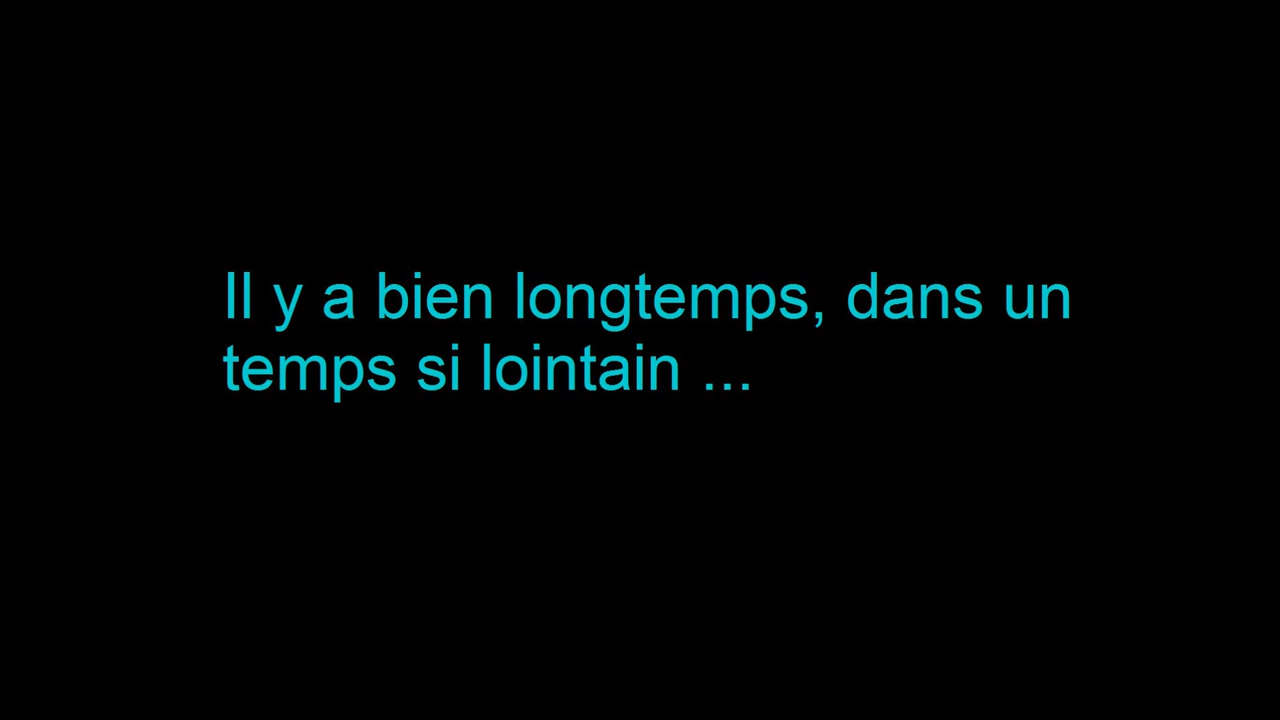 Il y a bien longtemps, dans un
temps si lointain ...